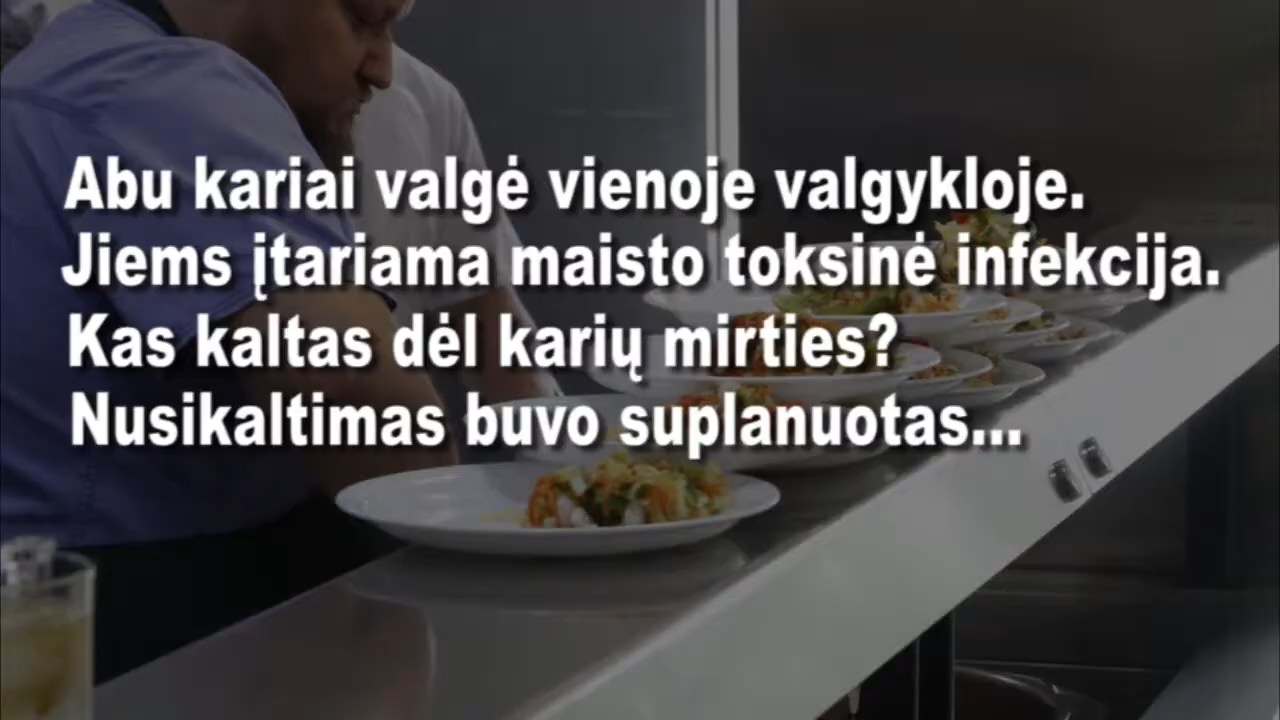 Abu kariai valgė vienoje valgykloje.
Jiems įtariama maisto toksinė infekcija.
Kas kaltas dėl karių mirties?
Nusikaltimas buvo suplanuotas...